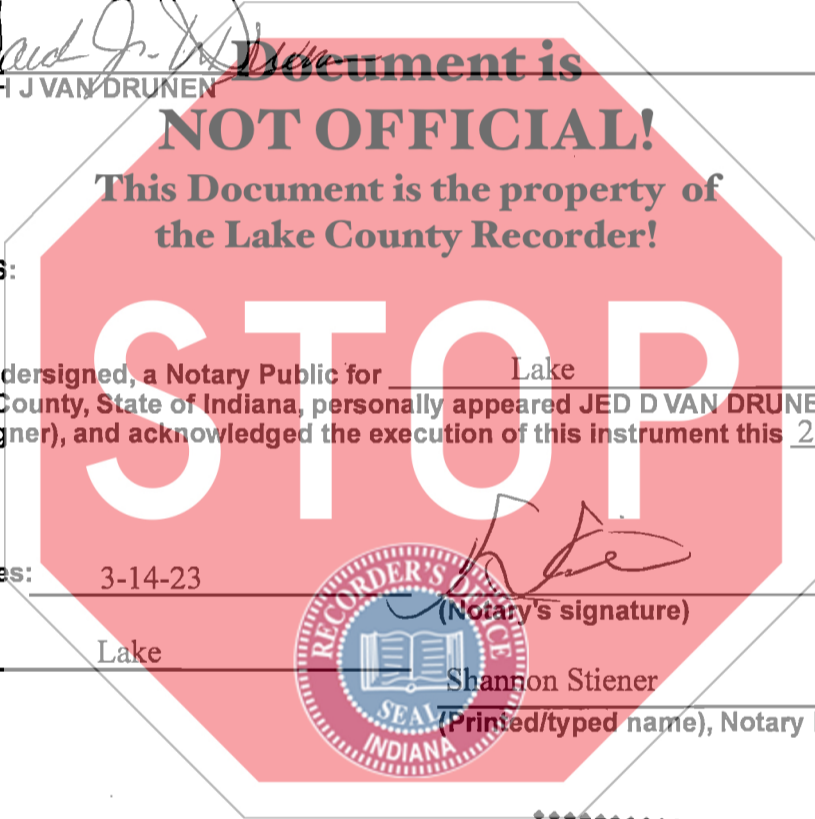 Document is
I J VAN DRUNEN
NOT OFFICIAL!
This Document is the property of
the Lake County Recorder!
S:
dersigned, a Notary Public for Lake
County, State of Indiana, personally appeared JED D VAN DRUNE
gner), and acknowledged the execution of this instrument this 2
STOP
es: 3-14-23
(Notary's signature)
Lake
Shannon Stiener
(Printed/typed name), Notary
RECORDER'S OFFICE
SEAL
INDIANA